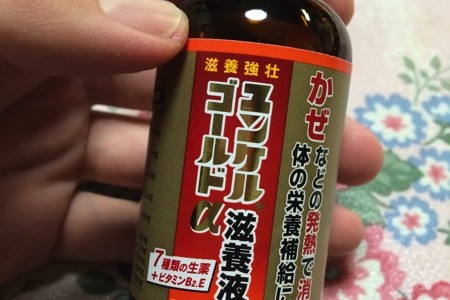 滋養強壮
ユンケル
ゴールドα
滋養液
7種類の生薬
+ビタミンB2、E
かぜなどの発熱で消
体の栄養補給に